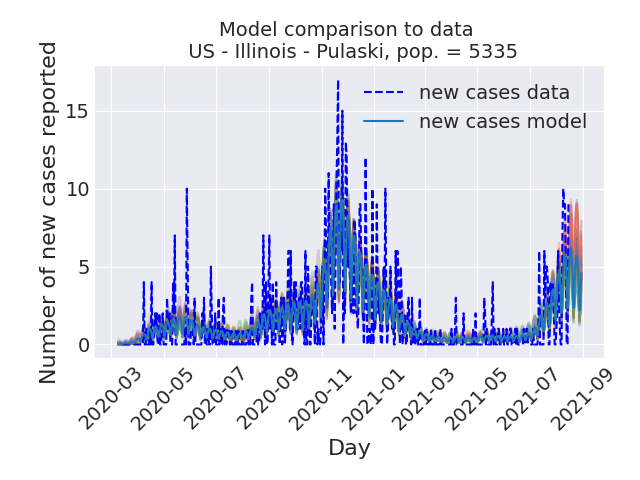 Model comparison to data
US - Illinois - Pulaski, pop. = 5335
new cases data
new cases model
Number of new cases reported
15
10
5
0
2020-03
2020-05
2020-07
2020-09
2020-11
2021-01
2021-03
2021-05
2021-07
2021-09
Day